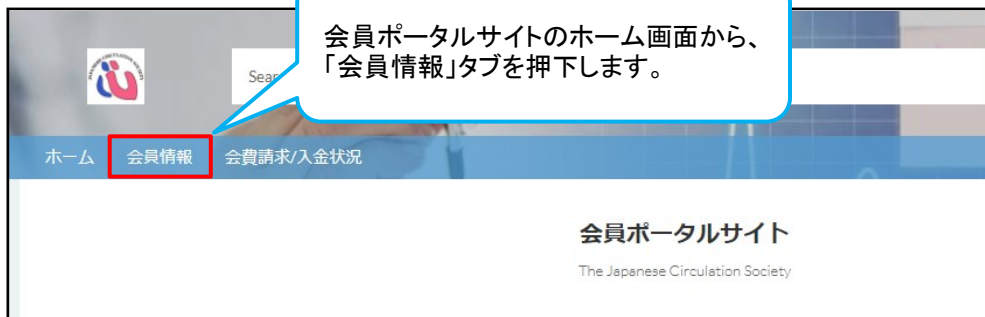 会員ポータルサイトのホーム画面から、
「会員情報」タブを押下します。
ホーム 会員情報 会費請求/入金状況
会員ポータルサイト
The Japanese Circulation Society